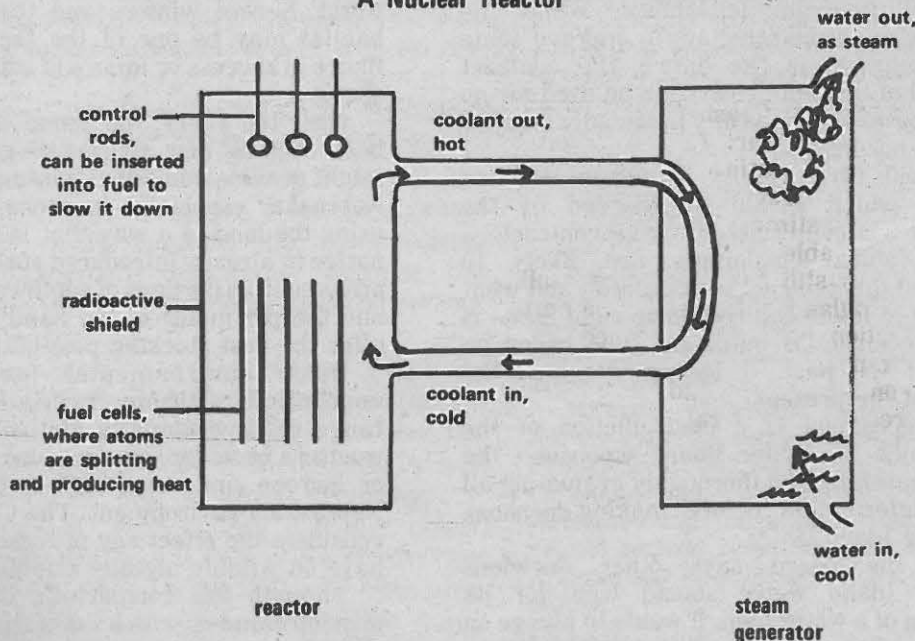 A Nuclear Reactor
water out,
as steam
control
rods,
can be inserted
into fuel to
slow it down
coolant out,
hot
radioactive
shield
coolant in,
cold
fuel cells,
where atoms
are splitting
and producing heat
water in,
cool
reactor
steam
generator